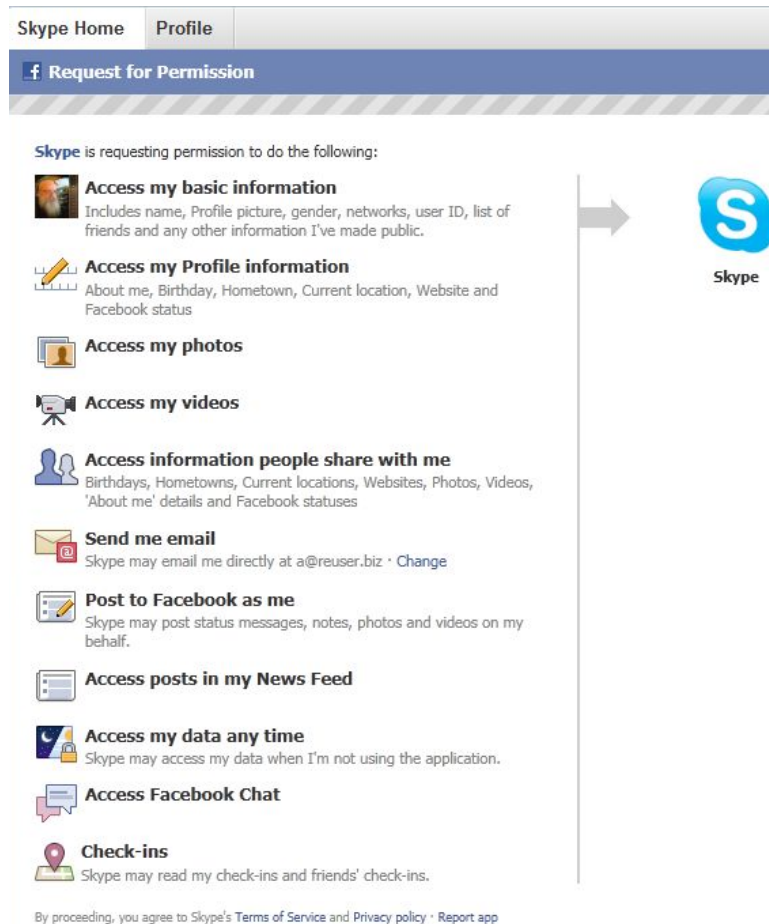 Skype Home Profile
Request for Permission
Skype is requesting permission to do the following:
Access my basic information
Includes name, Profile picture, gender, networks, user ID, list of
friends and any other information I've made public.
Access my Profile information
About me, Birthday, Hometown, Current location, Website and
Facebook status
Access my photos
Access my videos
Access information people share with me
Birthdays, Hometowns, Current locations, Websites, Photos, Videos,
'About me' details and Facebook statuses
Send me email
Skype may email me directly at a@reuser.biz · Change
Post to Facebook as me
Skype may post status messages, notes, photos and videos on my
behalf.
Access posts in my News Feed
Access my data any time
Skype may access my data when I'm not using the application.
Access Facebook Chat
Check-ins
Skype may read my check-ins and friends' check-ins.
By proceeding, you agree to Skype's Terms of Service and Privacy policy · Report app
Skype